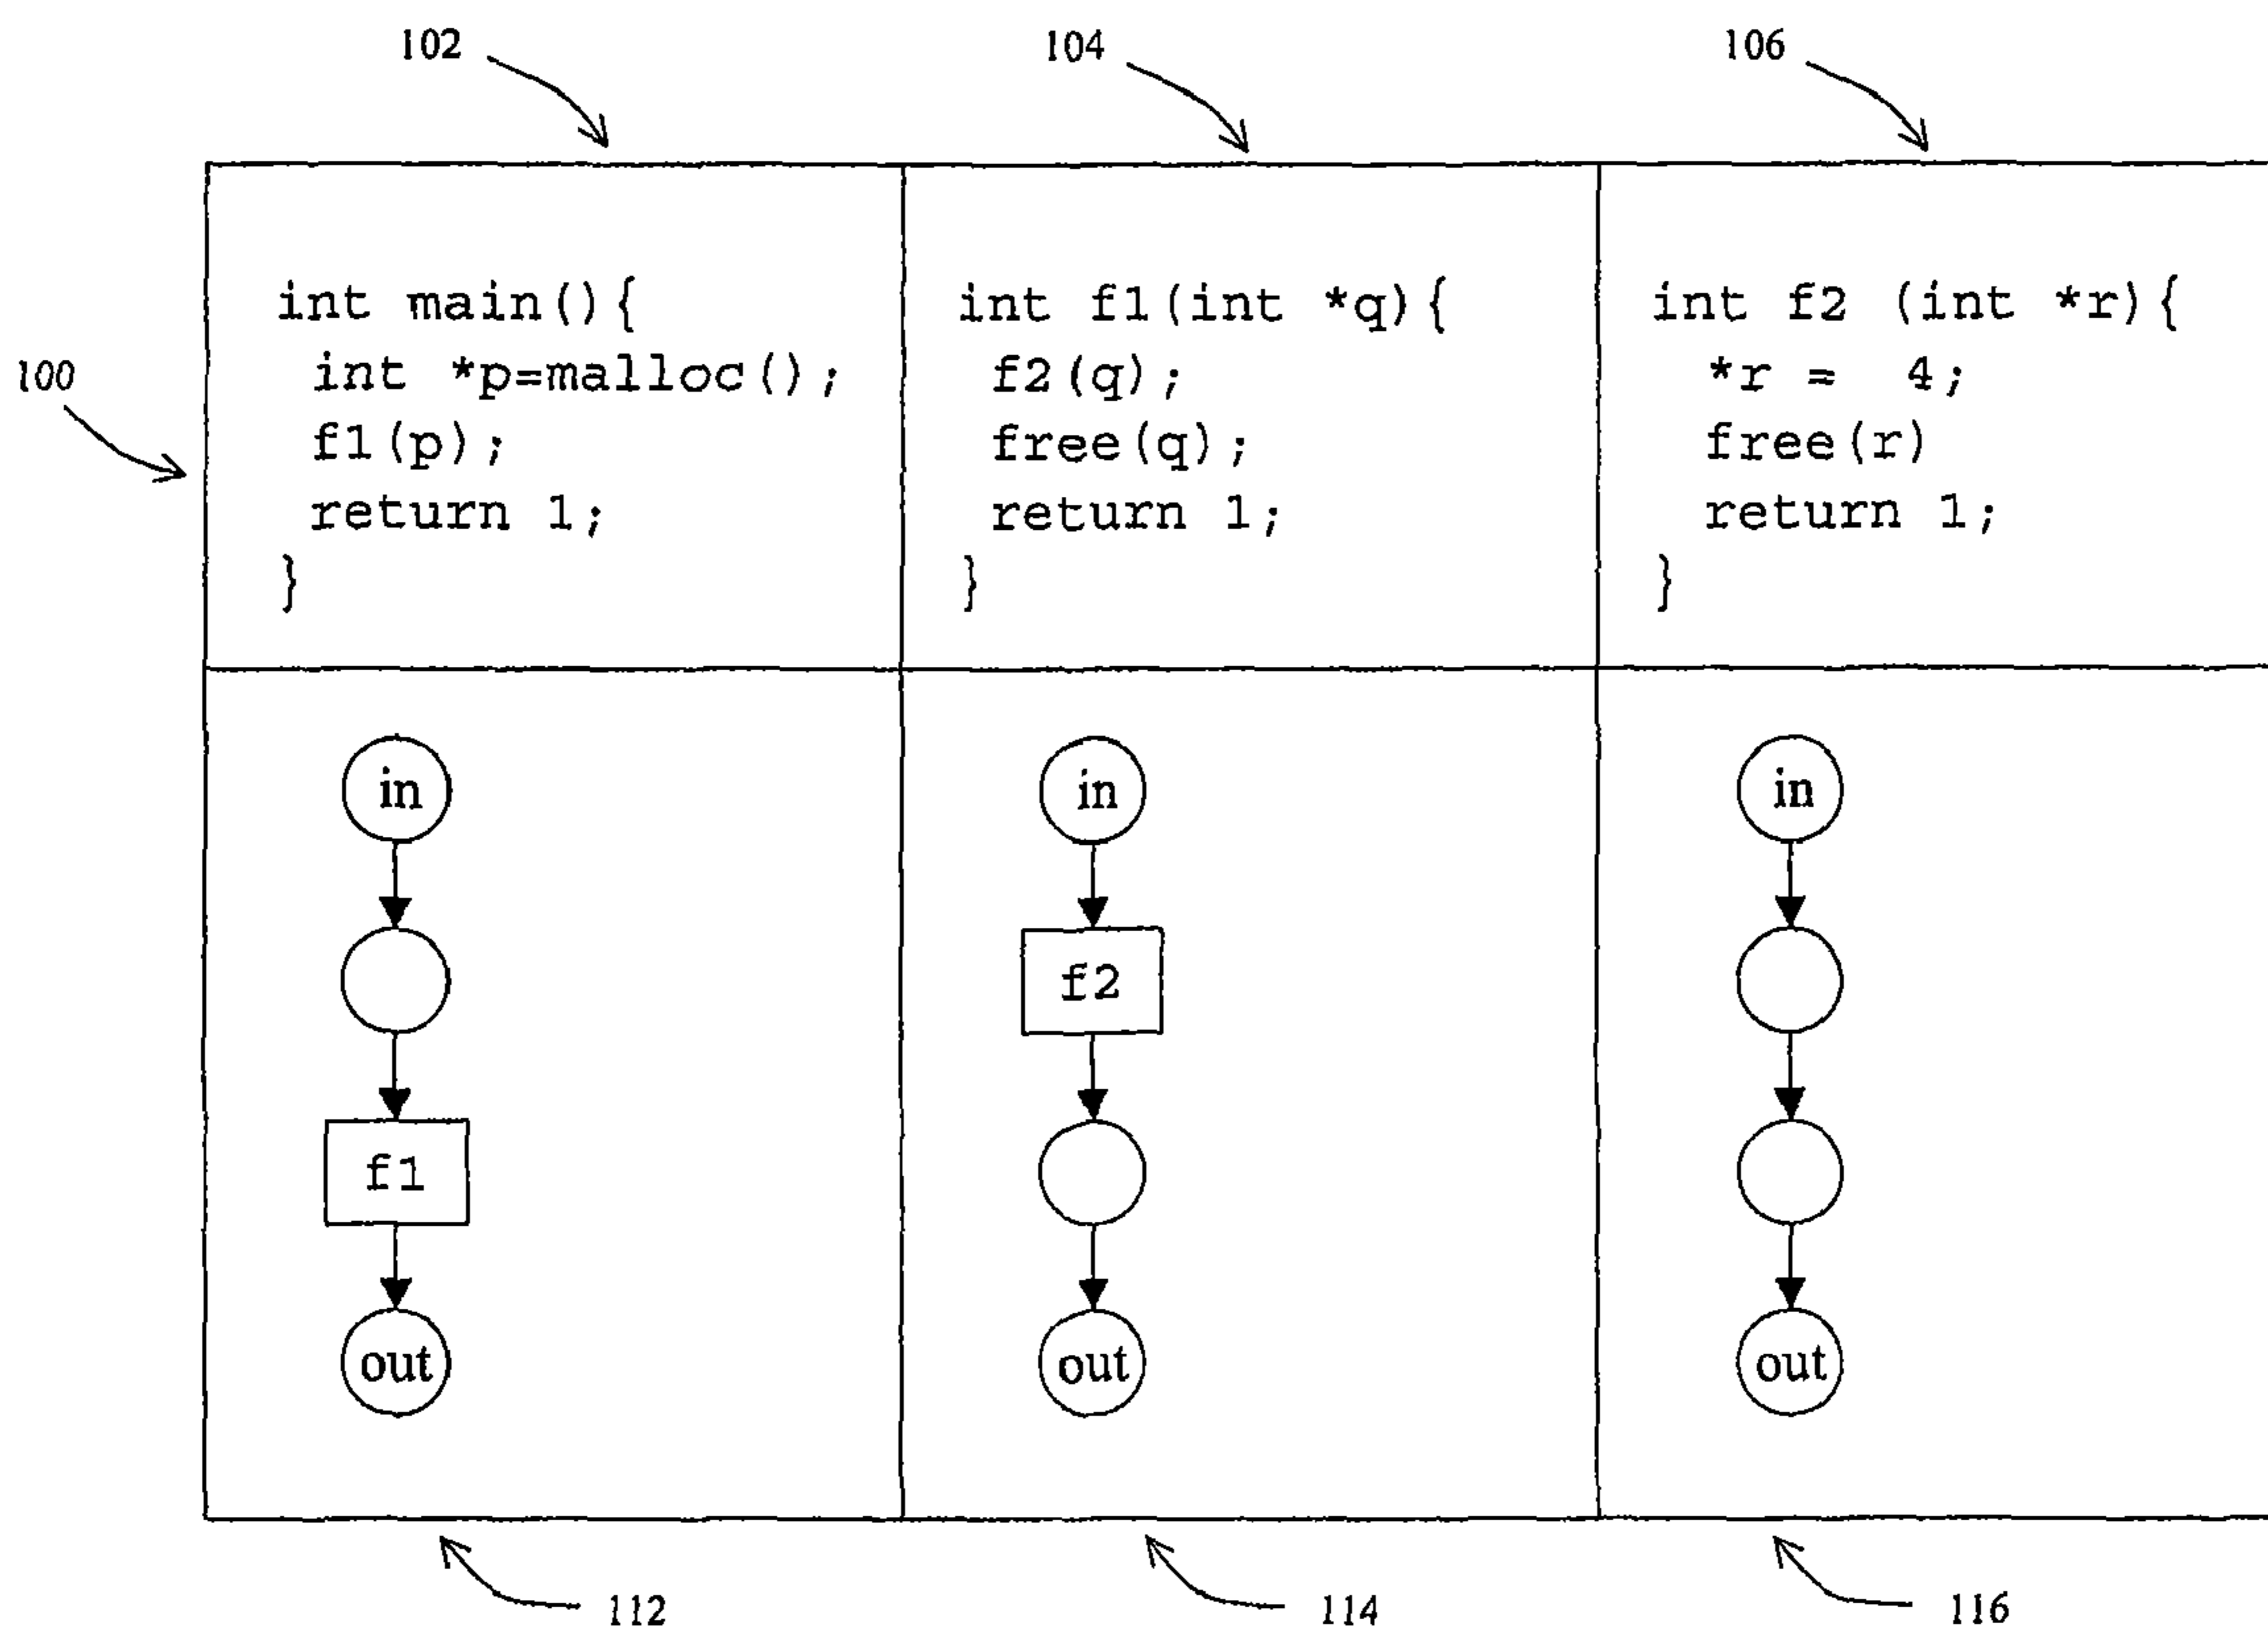 102
104
106
100
int main(){
int *p=malloc();
f1(p);
return 1;
}
int f1(int *q){
f2(q);
free(q);
return 1;
}
int f2 (int *r){
*r = 4;
free(r)
return 1;
}
in
f1
out
in
f2
out
in
out
112
114
116